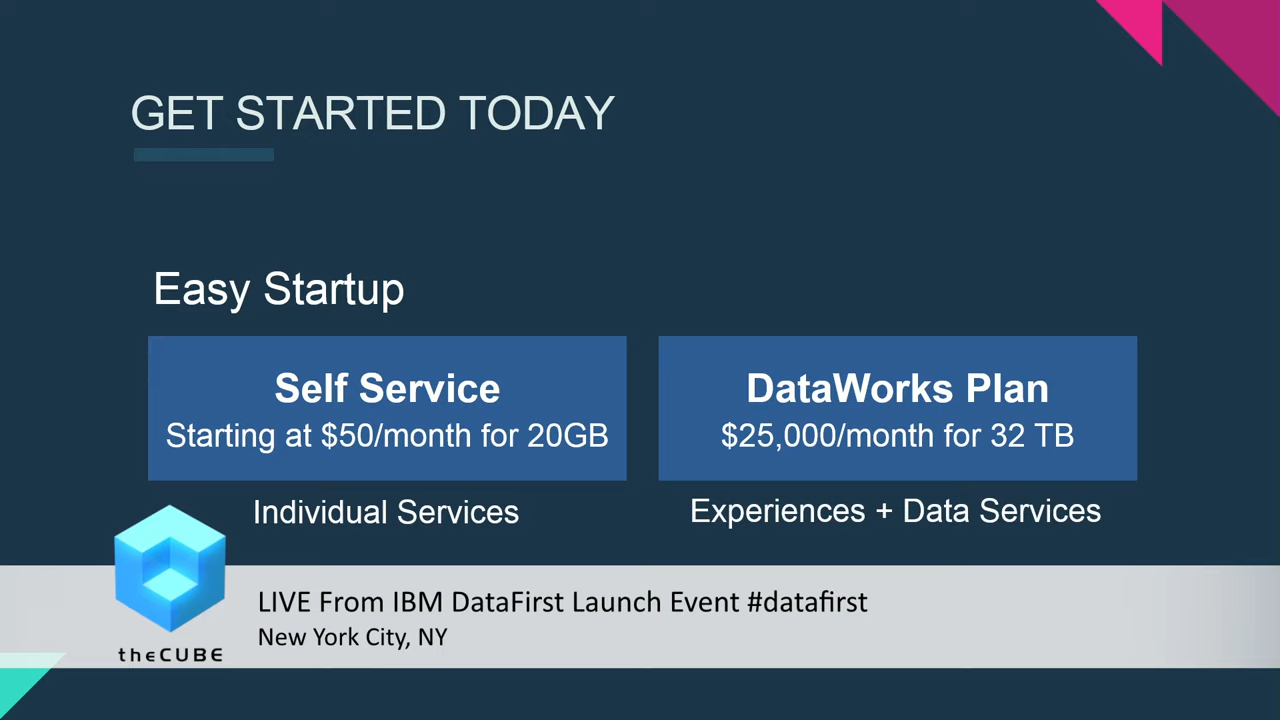 GET STARTED TODAY
Easy Startup
Self Service
Starting at $50/month for 20GB
Individual Services
DataWorks Plan
$25,000/month for 32 TB
Experiences + Data Services
theCUBE
LIVE From IBM DataFirst Launch Event #datafirst
New York City, NY